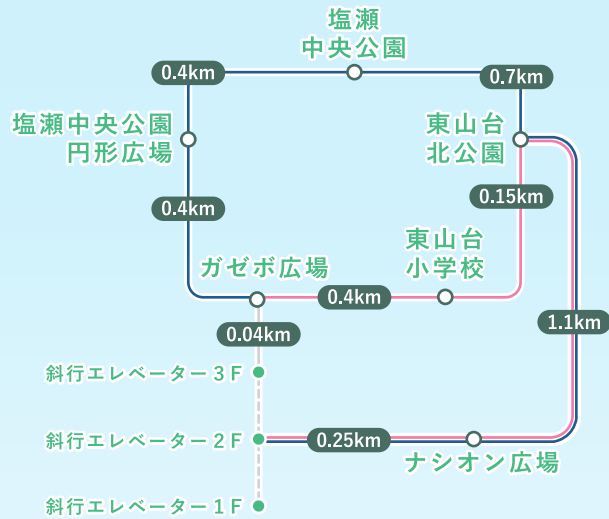 塩瀬
中央公園
0.4km
0.7km
塩瀬中央公園
円形広場
東山台
北公園
0.15km
0.4km
東山台
小学校
ガゼボ広場
0.4km
0.04km
1.1km
斜行エレベーター3F
斜行エレベーター2F
0.25km
ナシオン広場
斜行エレベーター1F